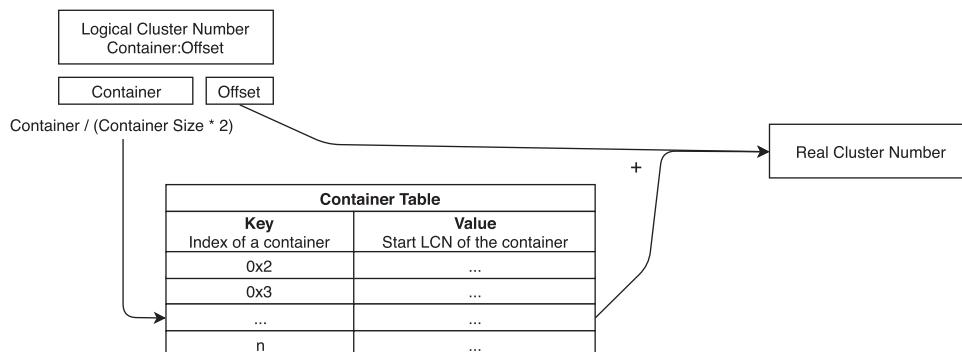 Logical Cluster Number
Container:Offset
Container
Offset
Container / (Container Size * 2)
Real Cluster Number
+
Container Table
Key
Index of a container
Value
Start LCN of the container
0x2
...
0x3
...
...
...
n
...